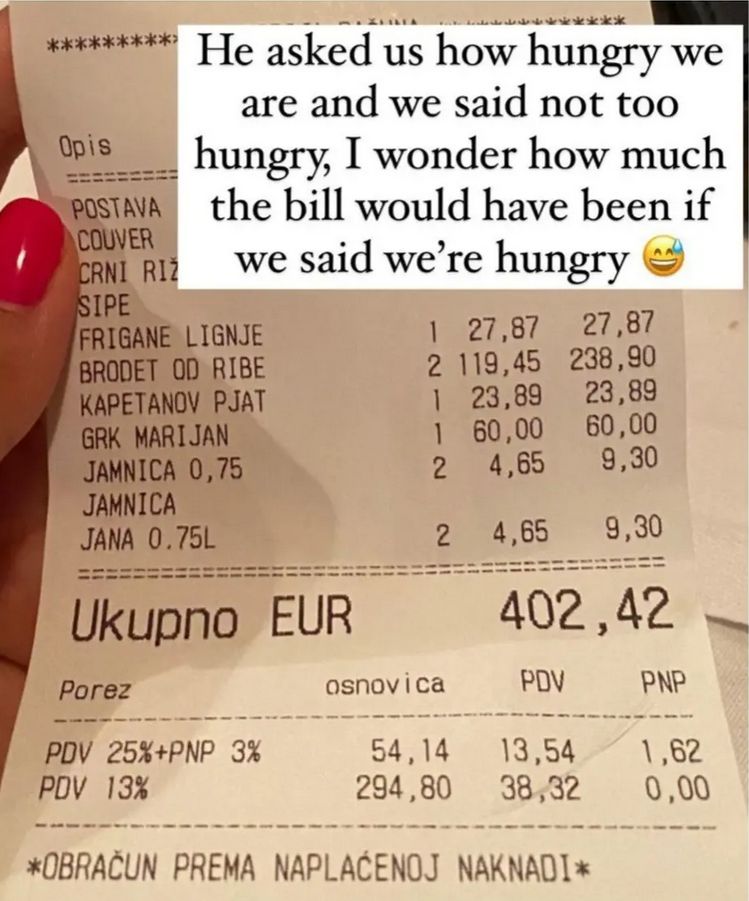 He asked us how hungry we
are and we said not too
hungry, I wonder how much
the bill would have been if
we said we're hungry 😅
*********
Opis
POSTAVA
COUVER
CRNI RIŽ
SIPE
FRIGANE LIGNJE 1 27,87 27,87
BRODET OD RIBE 2 119,45 238,90
KAPETANOV PJAT 1 23,89 23,89
GRK MARIJAN 1 60,00 60,00
JAMNICA 0,75 2 4,65 9,30
JAMNICA
JANA 0.75L 2 4,65 9,30
Ukupno EUR 402,42
Porez osnovica PDV PNP
PDV 25%+PNP 3% 54,14 13,54 1,62
PDV 13% 294,80 38,32 0,00
*OBRAČUN PREMA NAPLAĆENOJ NAKNADI*